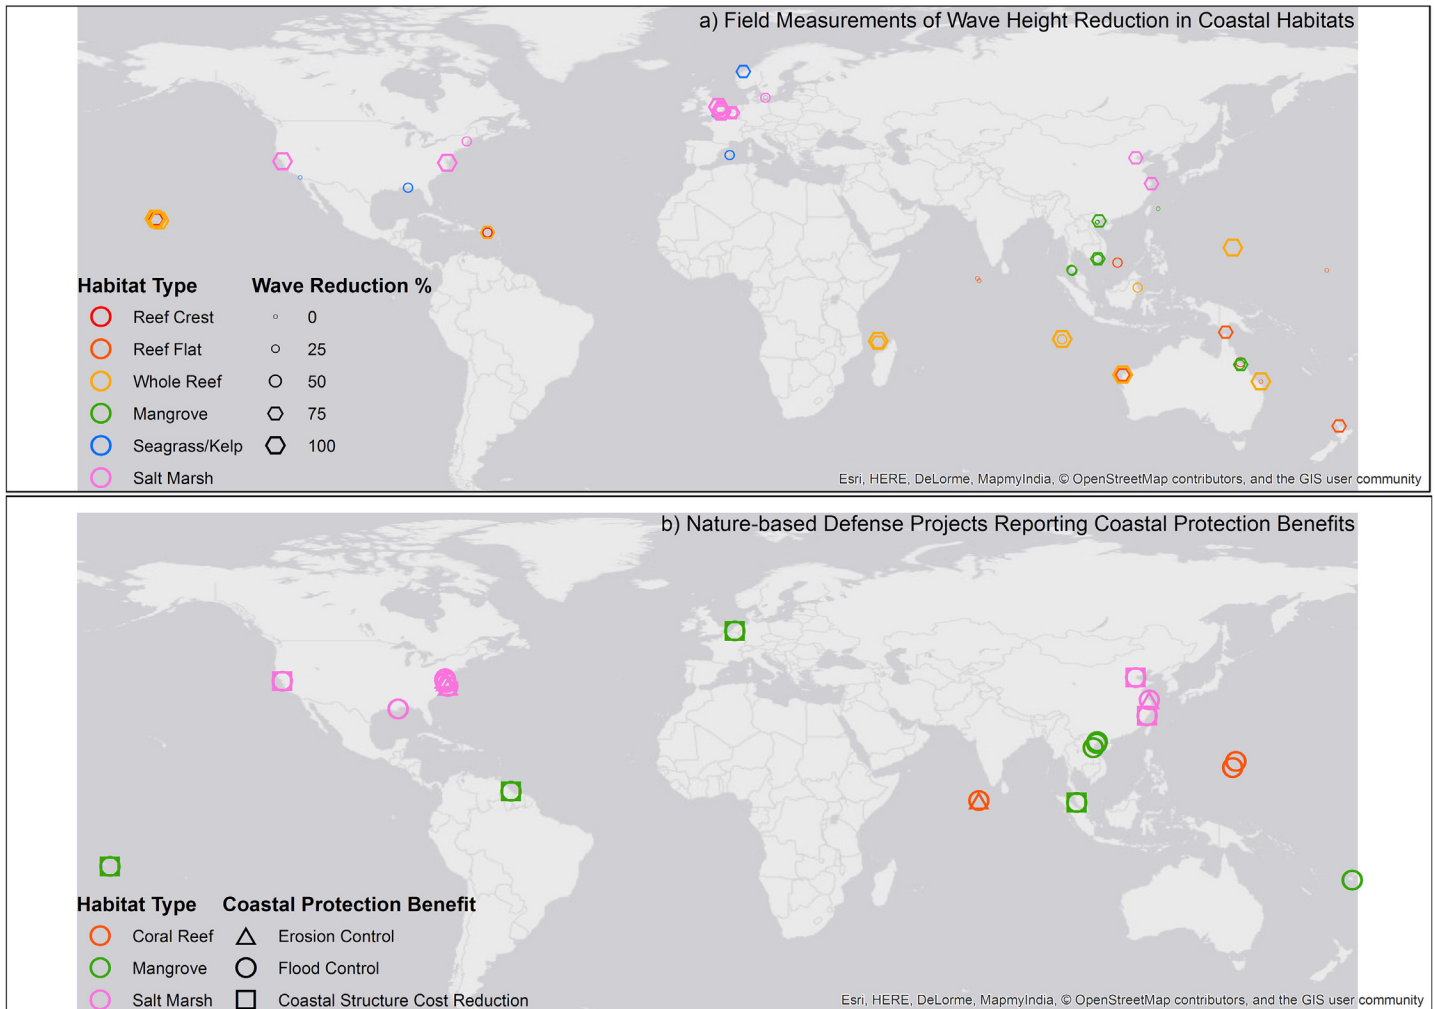 a) Field Measurements of Wave Height Reduction in Coastal Habitats
Habitat Type
Wave Reduction %
Reef Crest
0
Reef Flat
25
Whole Reef
50
Mangrove
75
Seagrass/Kelp
100
Salt Marsh
Esri, HERE, DeLorme, MapmyIndia, © OpenStreetMap contributors, and the GIS user community
b) Nature-based Defense Projects Reporting Coastal Protection Benefits
Habitat Type
Coastal Protection Benefit
Coral Reef
Erosion Control
Mangrove
Flood Control
Salt Marsh
Coastal Structure Cost Reduction
Esri, HERE, DeLorme, MapmyIndia, © OpenStreetMap contributors, and the GIS user community